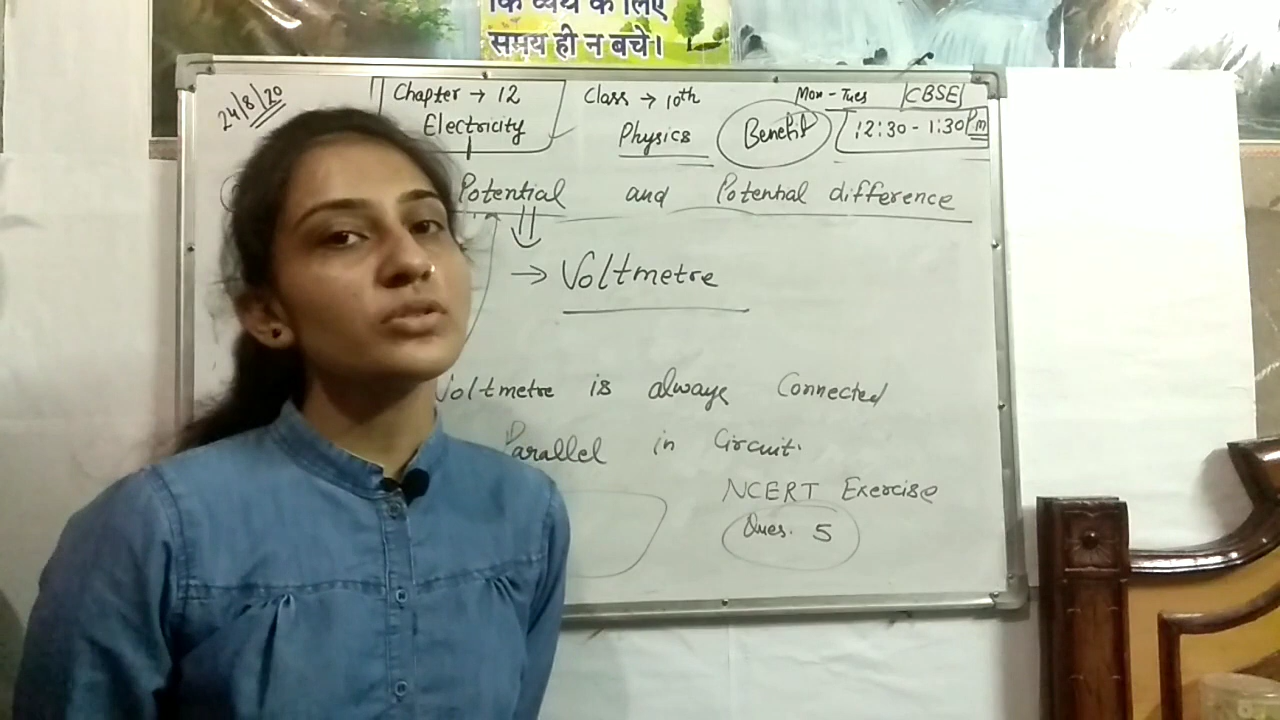 कि व्यय के लिए
समय ही न बचे।
24/8/20
Chapter → 12
Electricity
Class → 10th
Physics
Benefit
Mon - Tues
CBSE
12:30 - 1:30 Pm
Potential and Potential difference
→ Voltmetre
Voltmetre is always Connected
Parallel in Circuit.
NCERT Exercise
Ques. 5